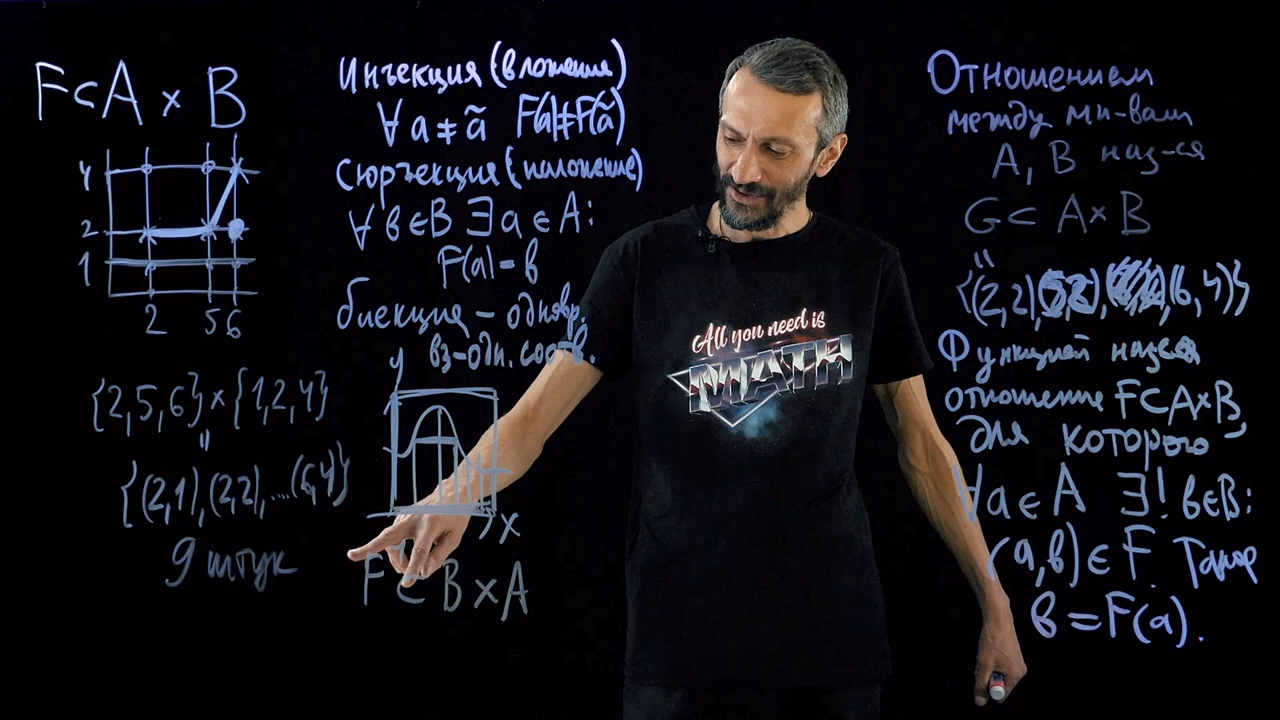 F⊂A × B
4
2
1
2 5 6
{2,5,6}×{1,2,4}
"
{(2,1),(2,2),...(6,4)}
9 штук
Инъекция (вложения)
∀a≠ã F(a)≠F(ã)
Сюръекция (наложение)
∀в∈B ∃a∈A:
F(a)=в
биекция – одновр.
вз-одн. соотв.
y
x
F⊂B×A
All you need is
MATH
Отношением
между мн-вами
A, B наз-ся
G⊂A×B
"
{(2,2), (6,4)}
Функцией наз-ся
отношение F⊂A×B,
для которого
∀a∈A ∃! в∈B:
(a,в)∈F. Тогда
в=F(a).